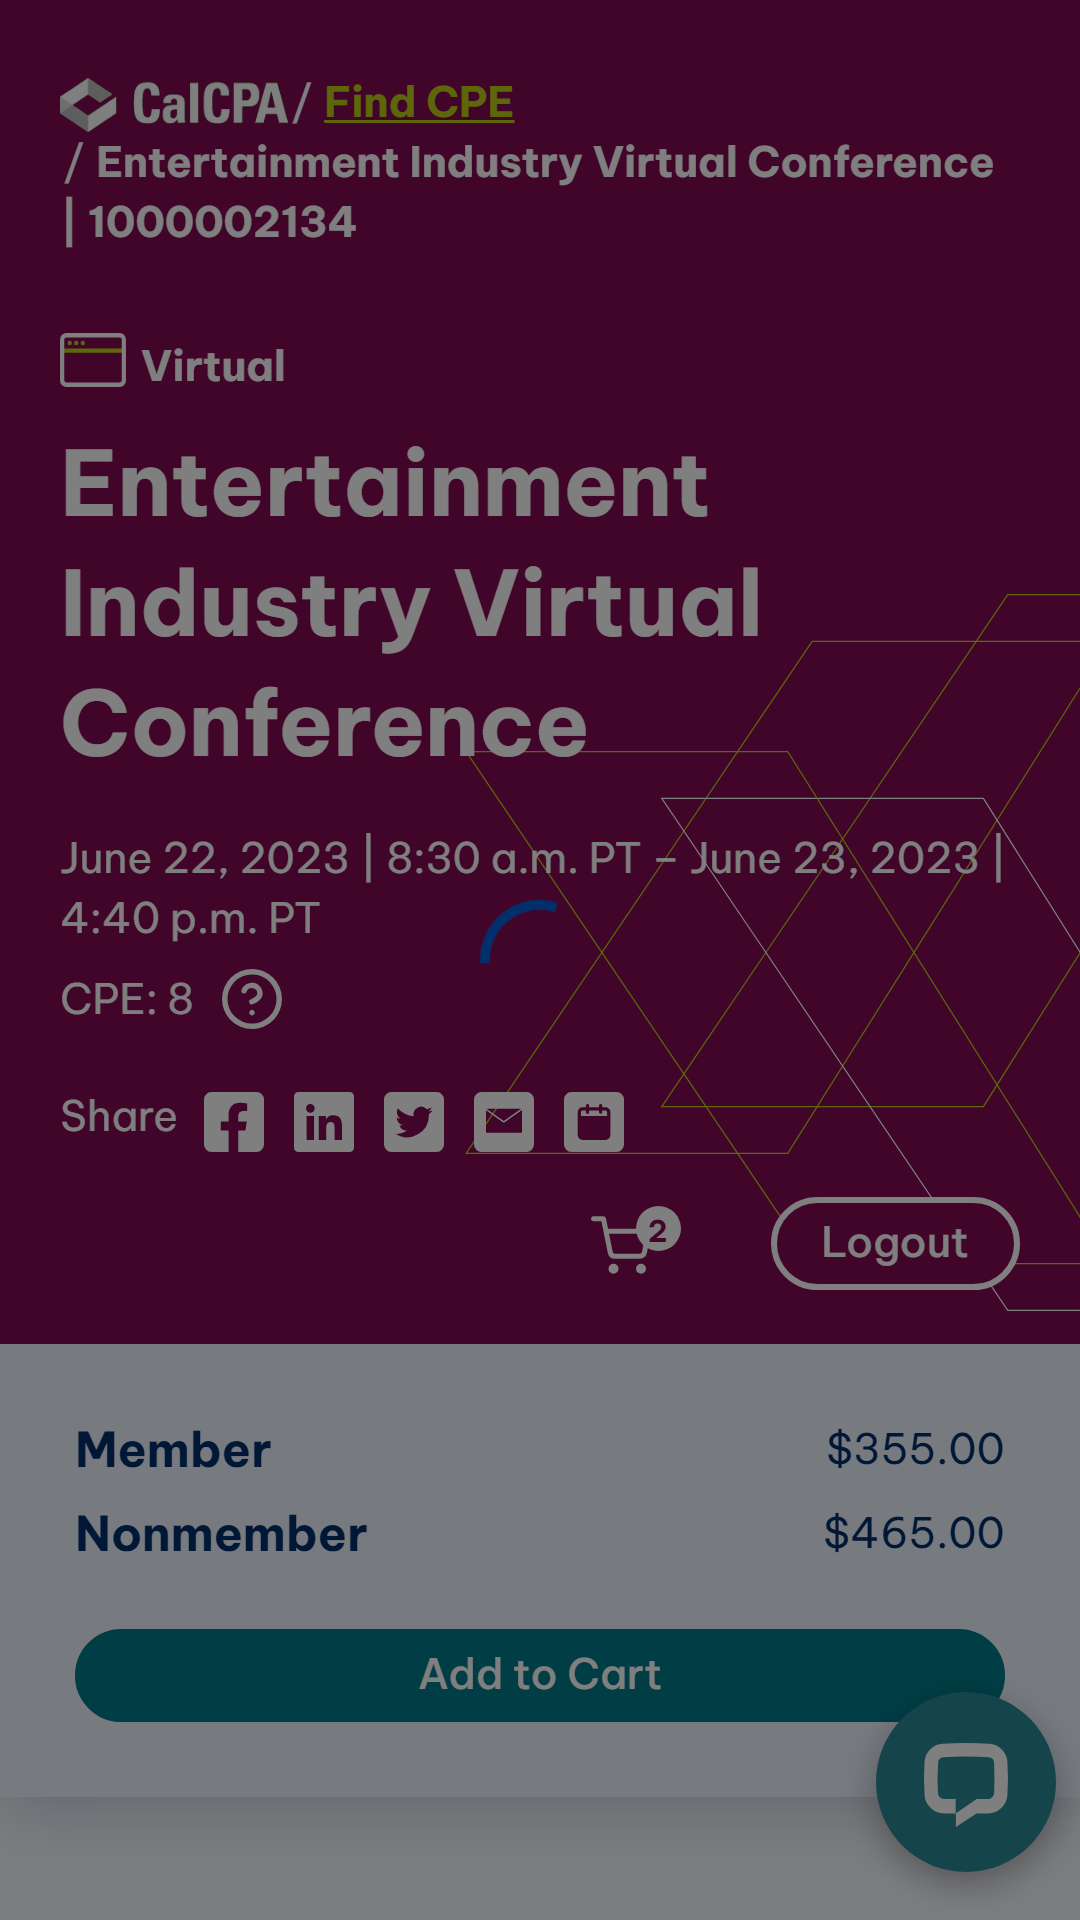 CalCPA / Find CPE
/ Entertainment Industry Virtual Conference
| 1000002134
Virtual
Entertainment
Industry Virtual
Conference
June 22, 2023 | 8:30 a.m. PT – June 23, 2023 |
4:40 p.m. PT
CPE: 8 ?
Share
2 Logout
Member $355.00
Nonmember $465.00
Add to Cart